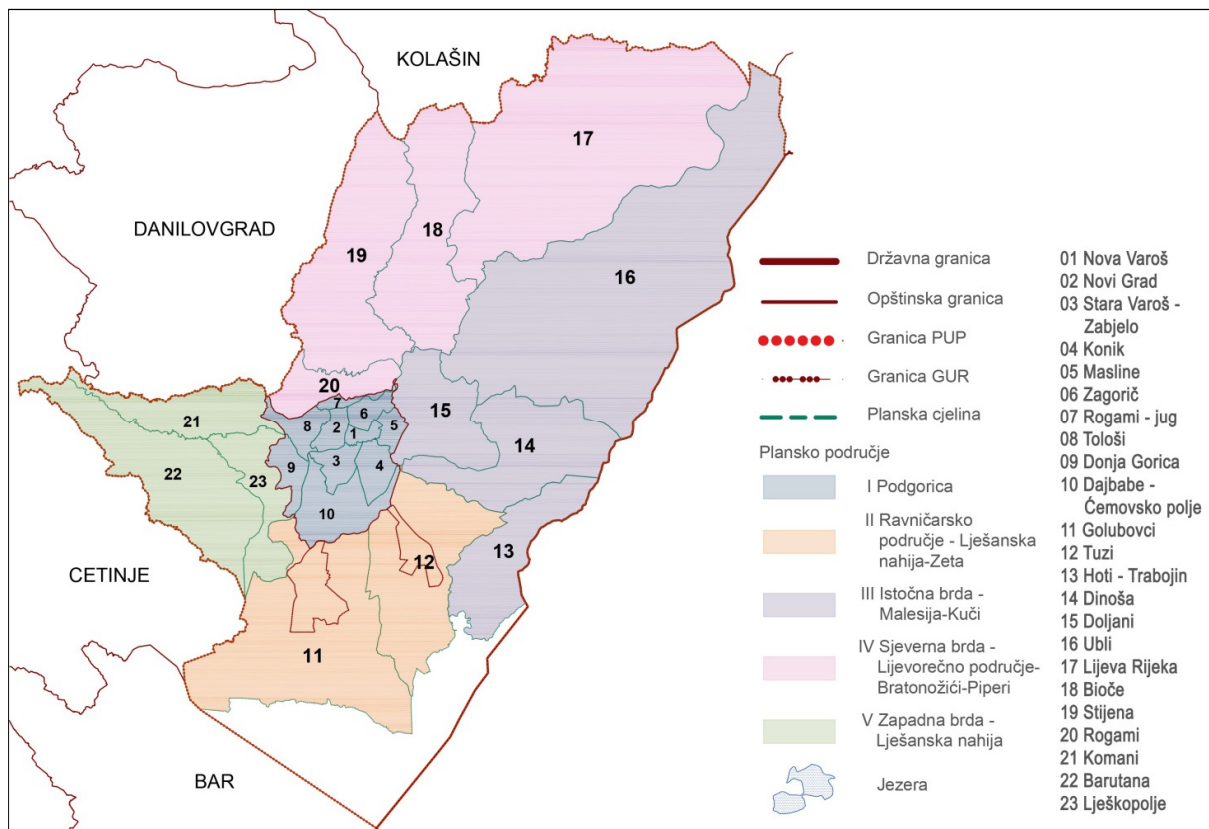 KOLAŠIN
17
18
DANILOVGRAD
19
16
20
7
6
15
21
8
2
5
1
14
22
3
9
4
23
10
13
12
CETINJE
11
BAR
Državna granica
Opštinska granica
Granica PUP
Granica GUR
Planska cjelina
Plansko područje
I Podgorica
II Ravničarsko
područje - Lješanska
nahija-Zeta
III Istočna brda -
Malesija-Kuči
IV Sjeverna brda -
Lijevorečno područje-
Bratonožići-Piperi
V Zapadna brda -
Lješanska nahija
Jezera
01 Nova Varoš
02 Novi Grad
03 Stara Varoš -
Zabjelo
04 Konik
05 Masline
06 Zagorič
07 Rogami - jug
08 Tološi
09 Donja Gorica
10 Dajbabe -
Ćemovsko polje
11 Golubovci
12 Tuzi
13 Hoti - Trabojin
14 Dinoša
15 Doljani
16 Ubli
17 Lijeva Rijeka
18 Bioče
19 Stijena
20 Rogami
21 Komani
22 Barutana
23 Lješkopolje